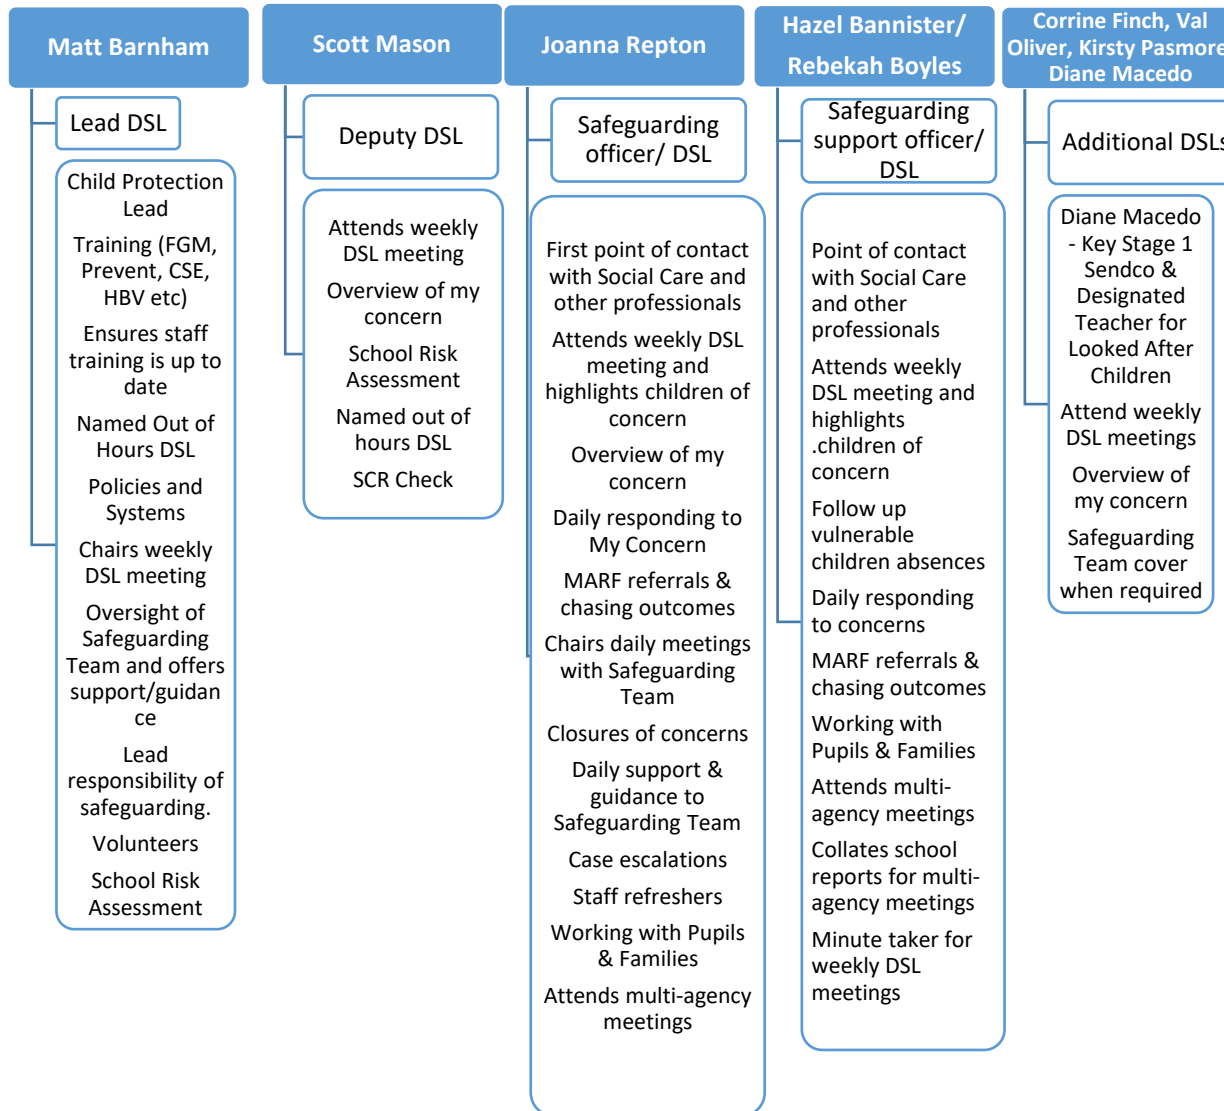 Matt Barnham
Lead DSL
Child Protection
Lead
Training (FGM,
Prevent, CSE,
HBV etc)
Ensures staff
training is up to
date
Named Out of
Hours DSL
Policies and
Systems
Chairs weekly
DSL meeting
Oversight of
Safeguarding
Team and offers
support/guidan
ce
Lead
responsibility of
safeguarding.
Volunteers
School Risk
Assessment
Scott Mason
Deputy DSL
Attends weekly
DSL meeting
Overview of my
concern
School Risk
Assessment
Named out of
hours DSL
SCR Check
Joanna Repton
Safeguarding
officer/ DSL
First point of contact
with Social Care and
other professionals
Attends weekly DSL
meeting and
highlights children of
concern
Overview of my
concern
Daily responding to
My Concern
MARF referrals &
chasing outcomes
Chairs daily meetings
with Safeguarding
Team
Closures of concerns
Daily support &
guidance to
Safeguarding Team
Case escalations
Staff refreshers
Working with Pupils
& Families
Attends multi-agency
meetings
Hazel Bannister/
Rebekah Boyles
Safeguarding
support officer/
DSL
Point of contact
with Social Care
and other
professionals
Attends weekly
DSL meeting and
highlights
.children of
concern
Follow up
vulnerable
children absences
Daily responding
to concerns
MARF referrals &
chasing outcomes
Working with
Pupils & Families
Attends multi-
agency meetings
Collates school
reports for multi-
agency meetings
Minute taker for
weekly DSL
meetings
Corrine Finch, Val
Oliver, Kirsty Pasmore
Diane Macedo
Additional DSLs
Diane Macedo
- Key Stage 1
Sendco &
Designated
Teacher for
Looked After
Children
Attend weekly
DSL meetings
Overview of
my concern
Safeguarding
Team cover
when required